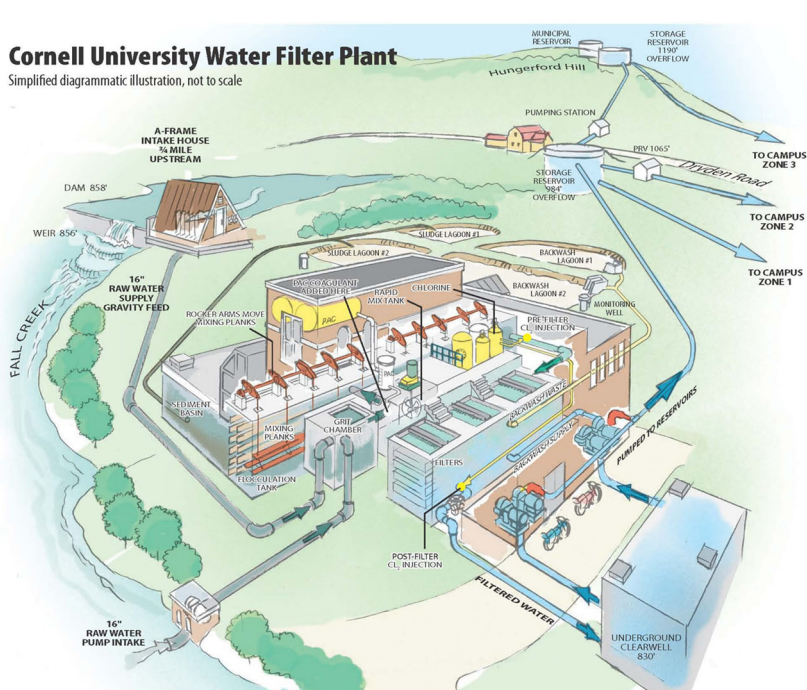 Cornell University Water Filter Plant
Simplified diagrammatic illustration, not to scale
MUNICIPAL
RESERVOIR
STORAGE
RESERVOIR
1190'
OVERFLOW
Hungerford Hill
PUMPING STATION
TO CAMPUS
ZONE 3
A-FRAME
INTAKE HOUSE
¾ MILE
UPSTREAM
PRV 1065'
Dryden Road
STORAGE
RESERVOIR
984'
OVERFLOW
DAM 858'
TO CAMPUS
ZONE 2
WEIR 856'
SLUDGE LAGOON #1
SLUDGE LAGOON #2
BACKWASH
LAGOON #1
TO CAMPUS
ZONE 1
16"
RAW WATER
SUPPLY
GRAVITY FEED
PAC COAGULANT
ADDED HERE
RAPID
MIX TANK
CHLORINE
BACKWASH
LAGOON #2
MONITORING
WELL
ROCKER ARMS MOVE
MIXING PLANKS
PAC
PRE-FILTER
CL2 INJECTION
FALL CREEK
PAC
SEDIMENT
BASIN
MIXING
PLANKS
GRIT
CHAMBER
BACKWASH WASTE
BACKWASH SUPPLY
PUMPED TO RESERVOIRS
FILTERS
FLOCCULATION
TANK
POST-FILTER
CL2 INJECTION
FILTERED WATER
16"
RAW WATER
PUMP INTAKE
UNDERGROUND
CLEARWELL
830'